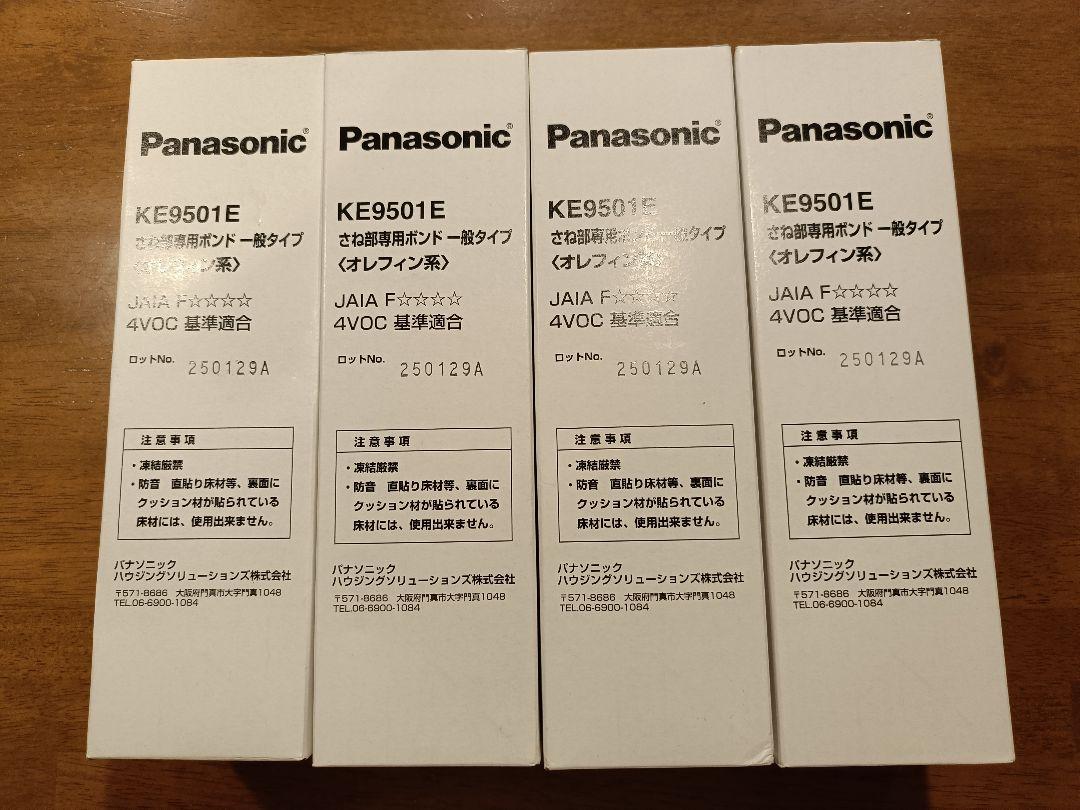 Panasonic®
KE9501E
さね部専用ボンド 一般タイプ
〈オレフィン系〉
JAIA F☆☆☆☆
4VOC 基準適合
ロットNo. 250129A
注意事項
・凍結厳禁
・防音 直貼り床材等、裏面に
クッション材が貼られている
床材には、使用出来ません。
パナソニック
ハウジングソリューションズ株式会社
〒571-8686 大阪府門真市大字門真1048
TEL.06-6900-1084
Panasonic®
KE9501E
さね部専用ボンド 一般タイプ
〈オレフィン系〉
JAIA F☆☆☆☆
4VOC 基準適合
ロットNo. 250129A
注意事項
・凍結厳禁
・防音 直貼り床材等、裏面に
クッション材が貼られている
床材には、使用出来ません。
パナソニック
ハウジングソリューションズ株式会社
〒571-8686 大阪府門真市大字門真1048
TEL.06-6900-1084
Panasonic®
KE9501E
さね部専用ボンド 一般タイプ
〈オレフィン系〉
JAIA F☆☆☆☆
4VOC 基準適合
ロットNo. 250129A
注意事項
・凍結厳禁
・防音 直貼り床材等、裏面に
クッション材が貼られている
床材には、使用出来ません。
パナソニック
ハウジングソリューションズ株式会社
〒571-8686 大阪府門真市大字門真1048
TEL.06-6900-1084
Panasonic®
KE9501E
さね部専用ボンド 一般タイプ
〈オレフィン系〉
JAIA F☆☆☆☆
4VOC 基準適合
ロットNo. 250129A
注意事項
・凍結厳禁
・防音 直貼り床材等、裏面に
クッション材が貼られている
床材には、使用出来ません。
パナソニック
ハウジングソリューションズ株式会社
〒571-8686 大阪府門真市大字門真1048
TEL.06-6900-1084